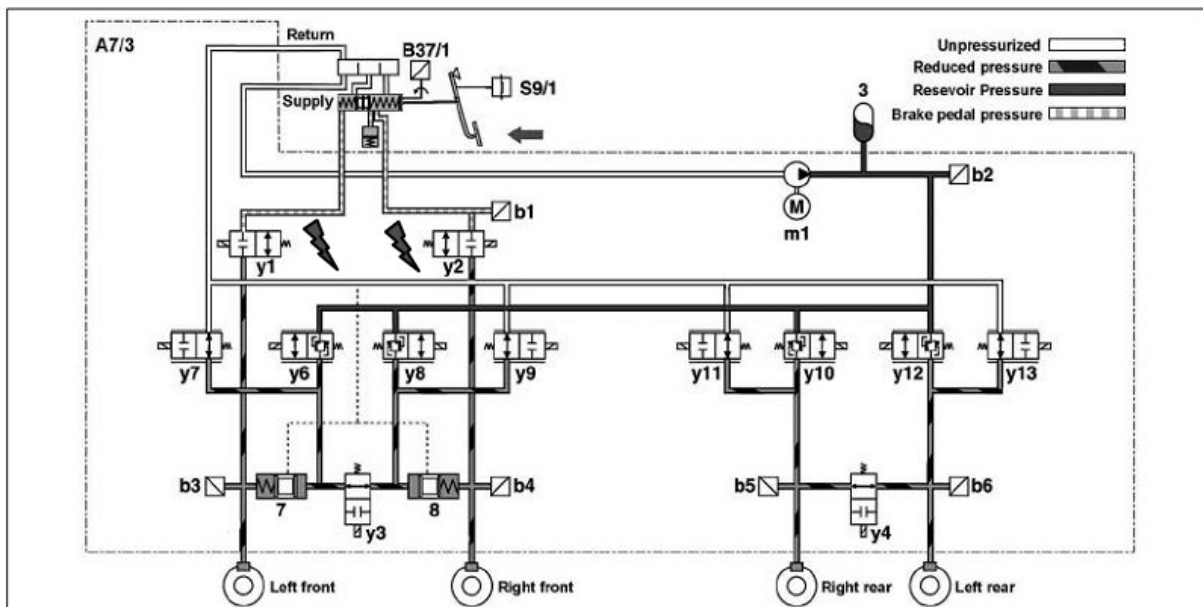 A7/3
Return
B37/1
S9/1
Supply
Unpressurized
Reduced pressure
Resevoir Pressure
Brake pedal pressure
3
b2
b1
M
m1
y1
y2
y7
y6
y8
y9
y11
y10
y12
y13
b3
7
y3
8
b4
b5
y4
b6
Left front
Right front
Right rear
Left rear